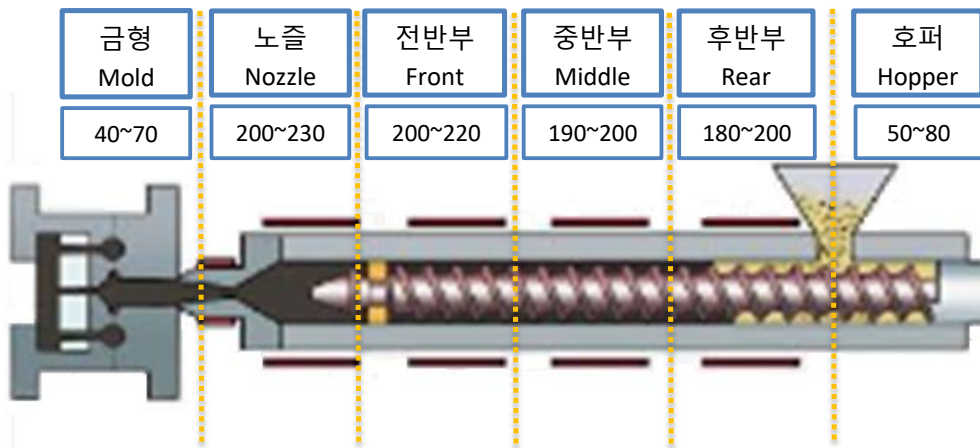 금형 노즐 전반부 중반부 후반부 호퍼
Mold Nozzle Front Middle Rear Hopper
40~70 200~230 200~220 190~200 180~200 50~80